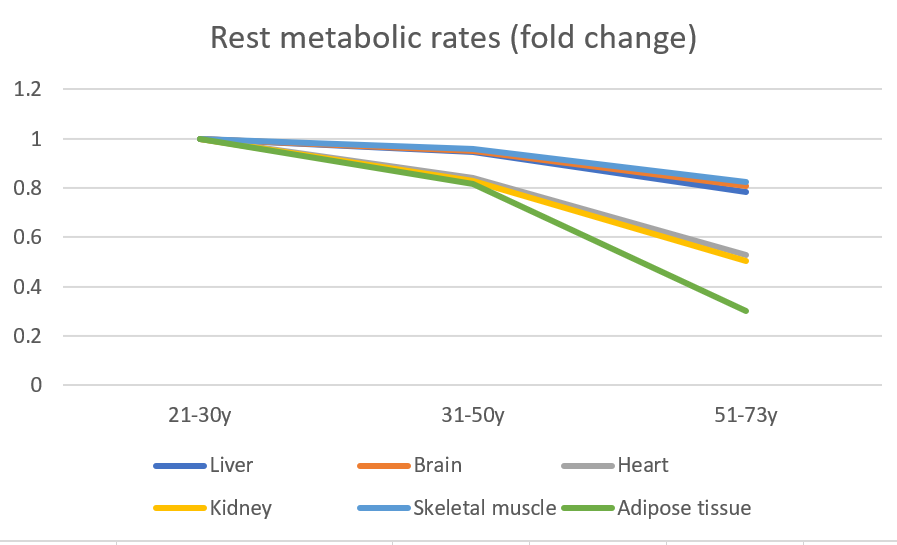 Rest metabolic rates (fold change)
1.2
1
0.8
0.6
0.4
0.2
0
21-30y 31-50y 51-73y
Liver Brain Heart
Kidney Skeletal muscle Adipose tissue